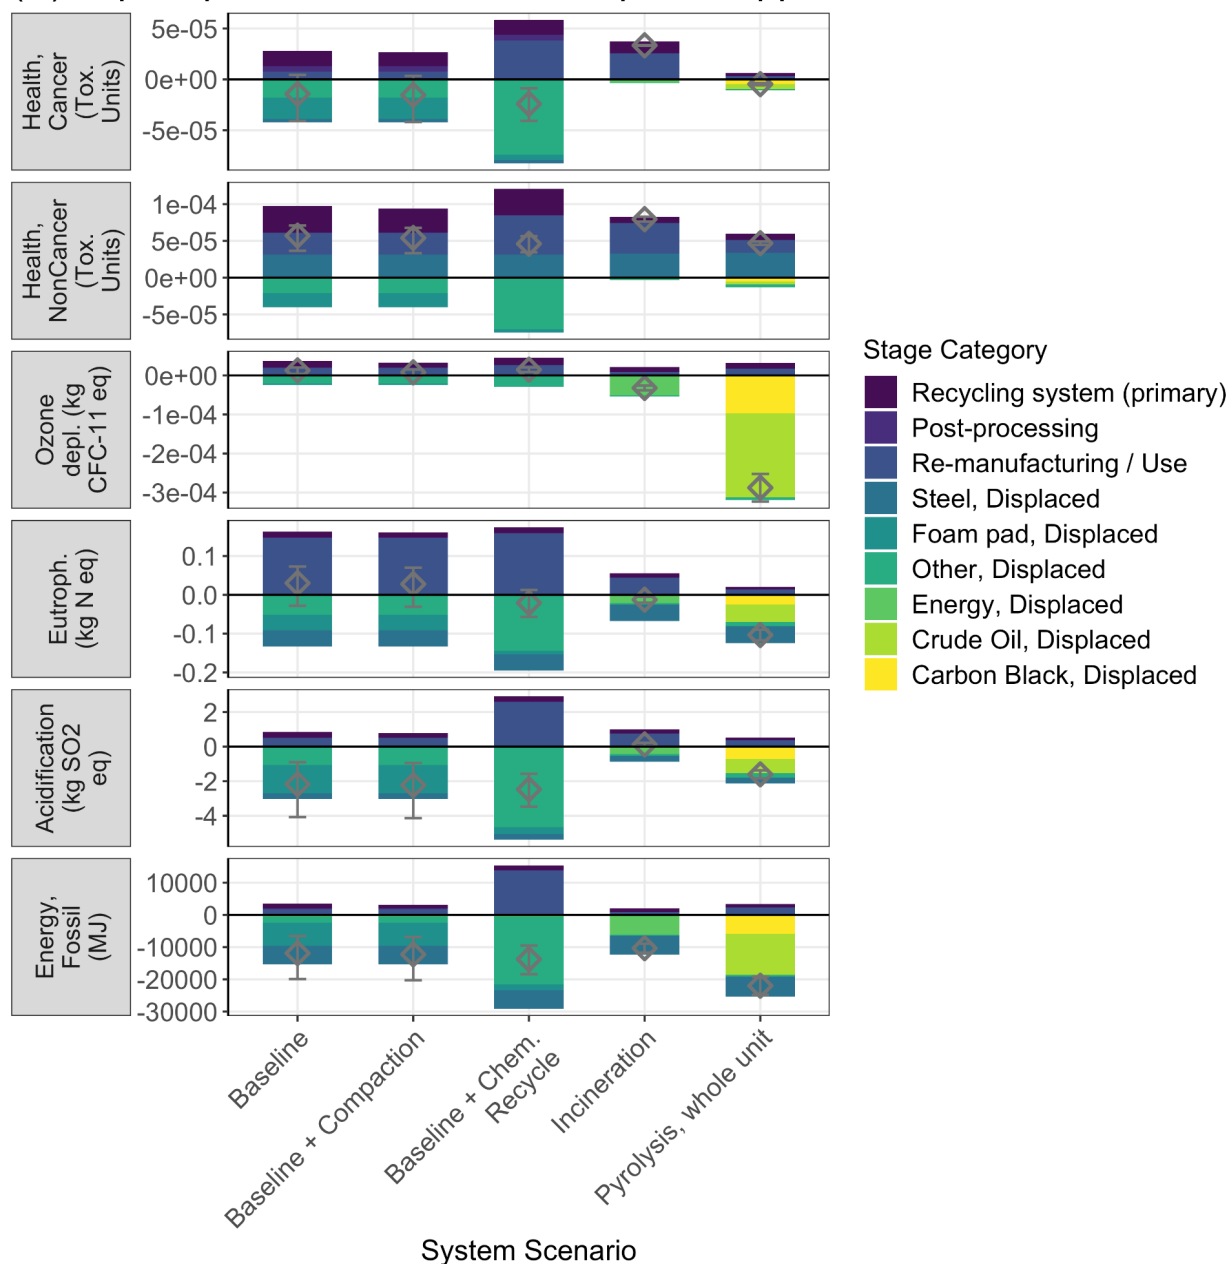 Health,
Cancer
(Tox.
Units)
5e-05
0e+00
-5e-05
Health,
NonCancer
(Tox.
Units)
1e-04
5e-05
0e+00
-5e-05
Ozone
depl. (kg
CFC-11 eq)
0e+00
-1e-04
-2e-04
-3e-04
Eutroph.
(kg N eq)
0.1
0.0
-0.1
-0.2
Acidification
(kg SO2
eq)
2
0
-2
-4
Energy,
Fossil
(MJ)
10000
0
-10000
-20000
-30000
Baseline
Baseline + Compaction
Baseline + Chem.
Recycle
Incineration
Pyrolysis, whole unit
System Scenario
Stage Category
Recycling system (primary)
Post-processing
Re-manufacturing / Use
Steel, Displaced
Foam pad, Displaced
Other, Displaced
Energy, Displaced
Crude Oil, Displaced
Carbon Black, Displaced